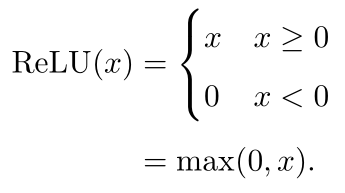 ReLU(x) = { x x ≥ 0
0 x < 0
= max(0, x).